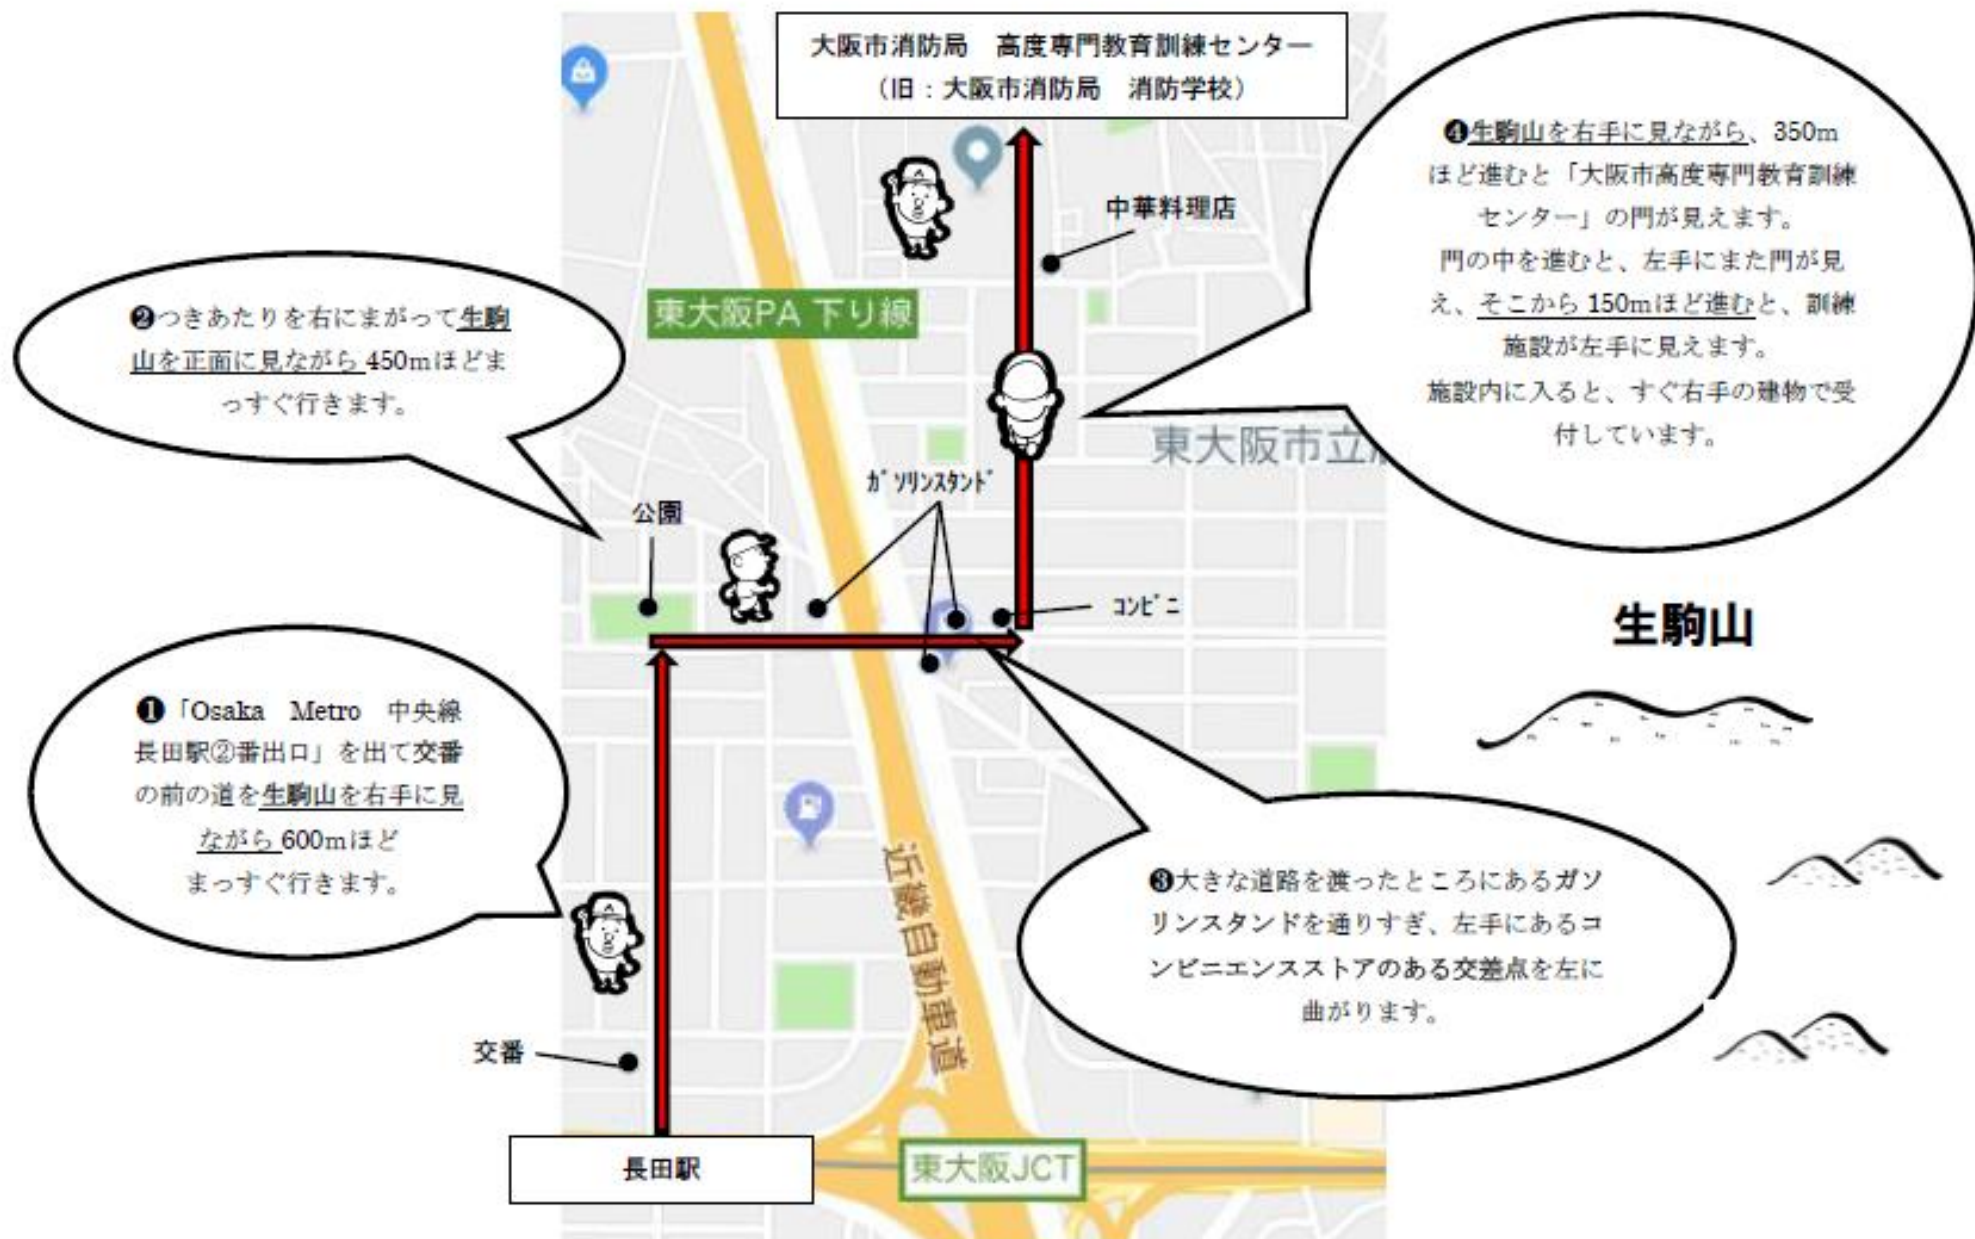 大阪市消防局　高度専門教育訓練センター
（旧：大阪市消防局　消防学校）
❹生駒山を右手に見ながら、350m
ほど進むと「大阪市高度専門教育訓練
センター」の門が見えます。
門の中を進むと、左手にまた門が見
え、そこから 150mほど進むと、訓練
施設が左手に見えます。
施設内に入ると、すぐ右手の建物で受
付しています。
中華料理店
東大阪PA 下り線
❷つきあたりを右にまがって生駒
山を正面に見ながら 450mほどま
っすぐ行きます。
東大阪市立
ｶﾞｿﾘﾝｽﾀﾝﾄﾞ
公園
ｺﾝﾋﾞﾆ
生駒山
❶「Osaka　Metro　中央線
長田駅②番出口」を出て交番
の前の道を生駒山を右手に見
ながら 600mほど
まっすぐ行きます。
近畿自動車道
❸大きな道路を渡ったところにあるガソ
リンスタンドを通りすぎ、左手にあるコ
ンビニエンスストアのある交差点を左に
曲がります。
交番
長田駅
東大阪JCT